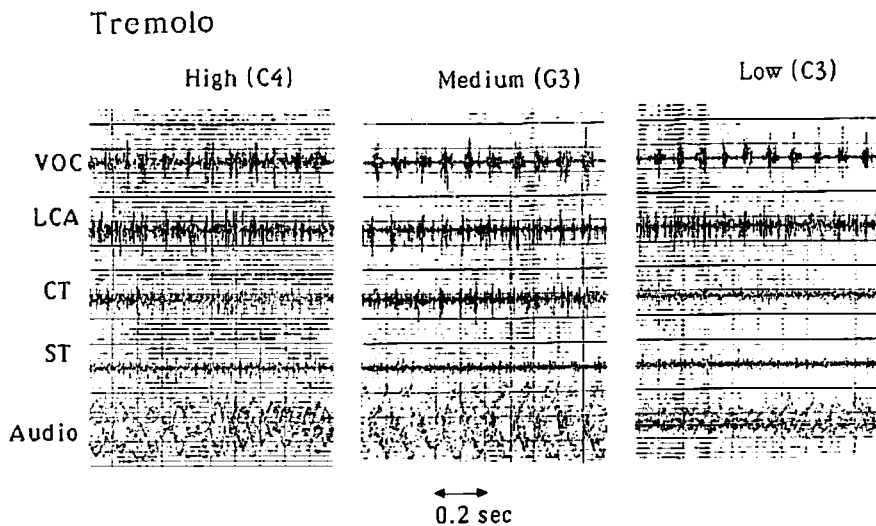 Tremolo
High (C4)
Medium (G3)
Low (C3)
VOC
LCA
CT
ST
Audio
0.2 sec